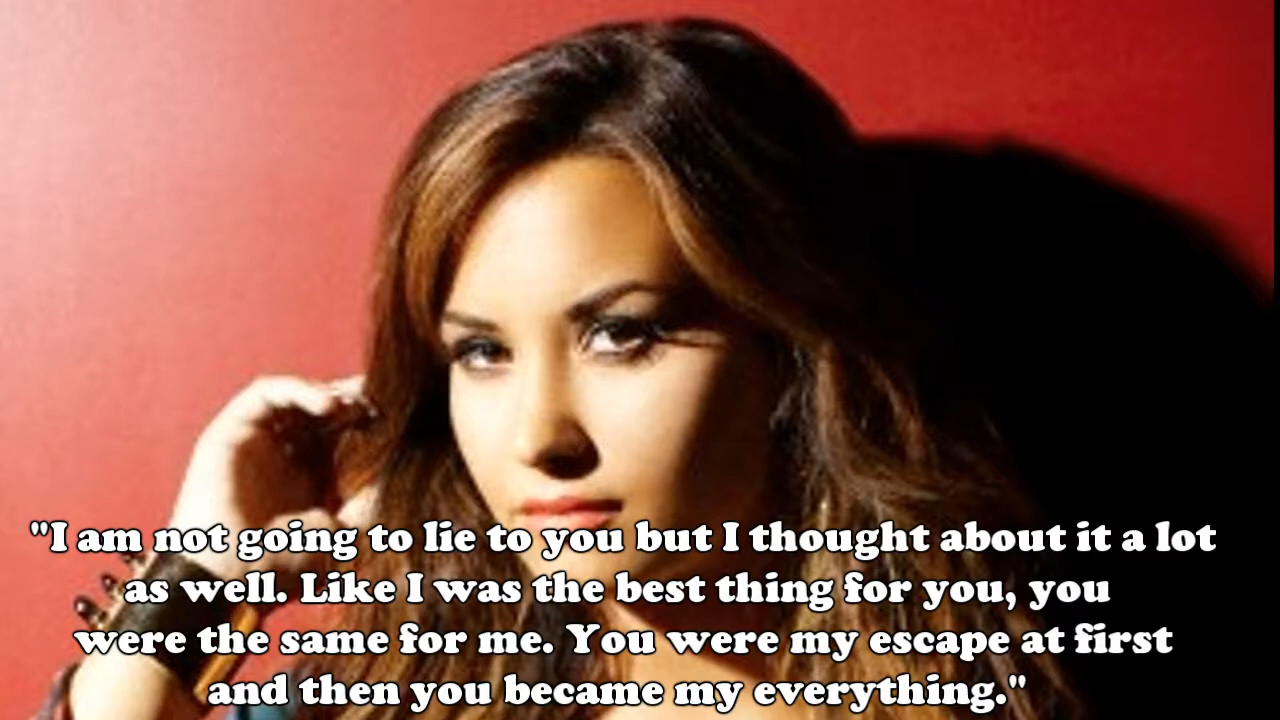 "I am not going to lie to you but I thought about it a lot
as well. Like I was the best thing for you, you
were the same for me. You were my escape at first
and then you became my everything."